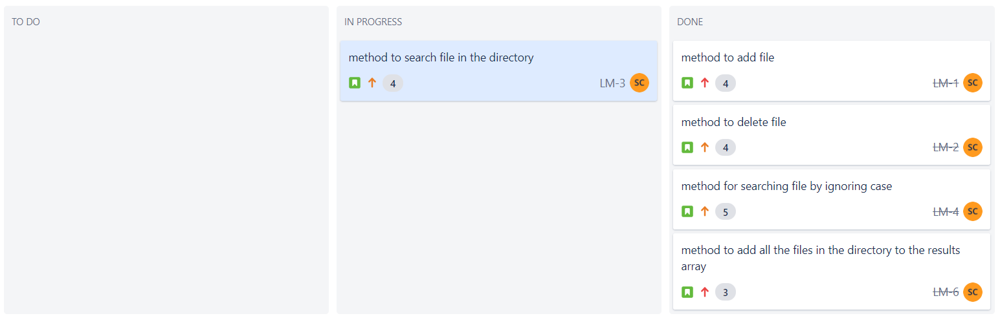 TO DO
IN PROGRESS
method to search file in the directory
4
LM-3
SC
DONE
method to add file
4
LM-1
SC
method to delete file
4
LM-2
SC
method for searching file by ignoring case
5
LM-4
SC
method to add all the files in the directory to the results
array
3
LM-6
SC